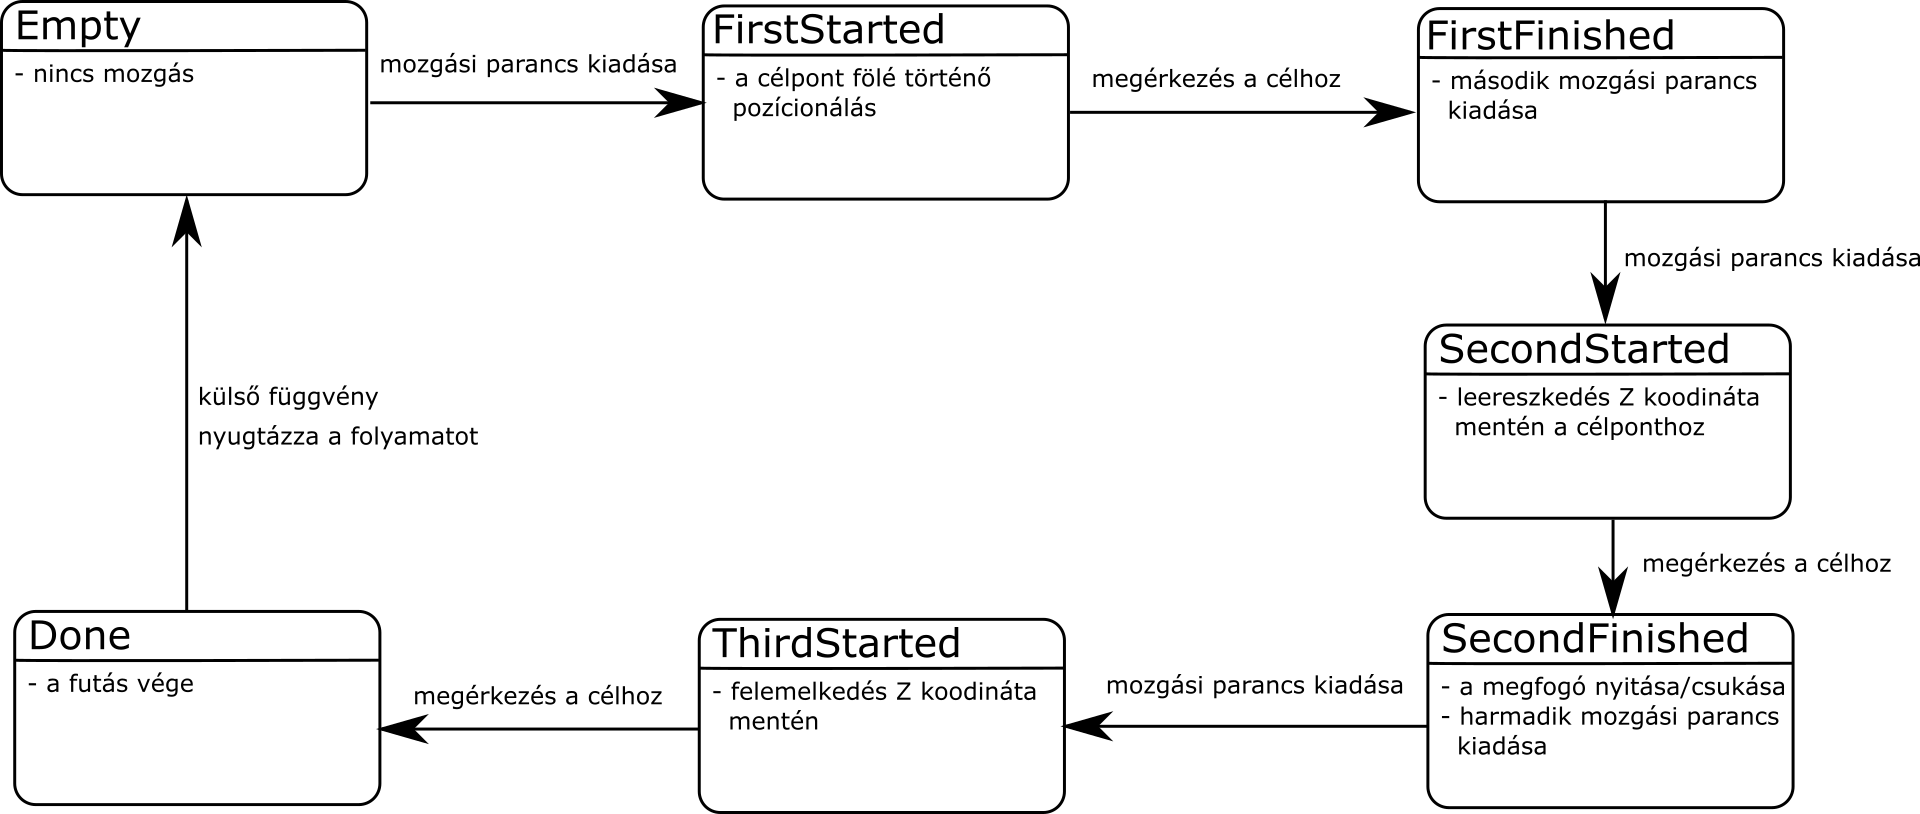 Empty
- nincs mozgás
mozgási parancs kiadása
FirstStarted
- a célpont fölé történő
pozícionálás
megérkezés a célhoz
FirstFinished
- második mozgási parancs
kiadása
mozgási parancs kiadása
SecondStarted
- leereszkedés Z koodináta
mentén a célponthoz
megérkezés a célhoz
SecondFinished
- a megfogó nyitása/csukása
- harmadik mozgási parancs
kiadása
mozgási parancs kiadása
ThirdStarted
- felemelkedés Z koodináta
mentén
megérkezés a célhoz
Done
- a futás vége
külső függvény
nyugtázza a folyamatot